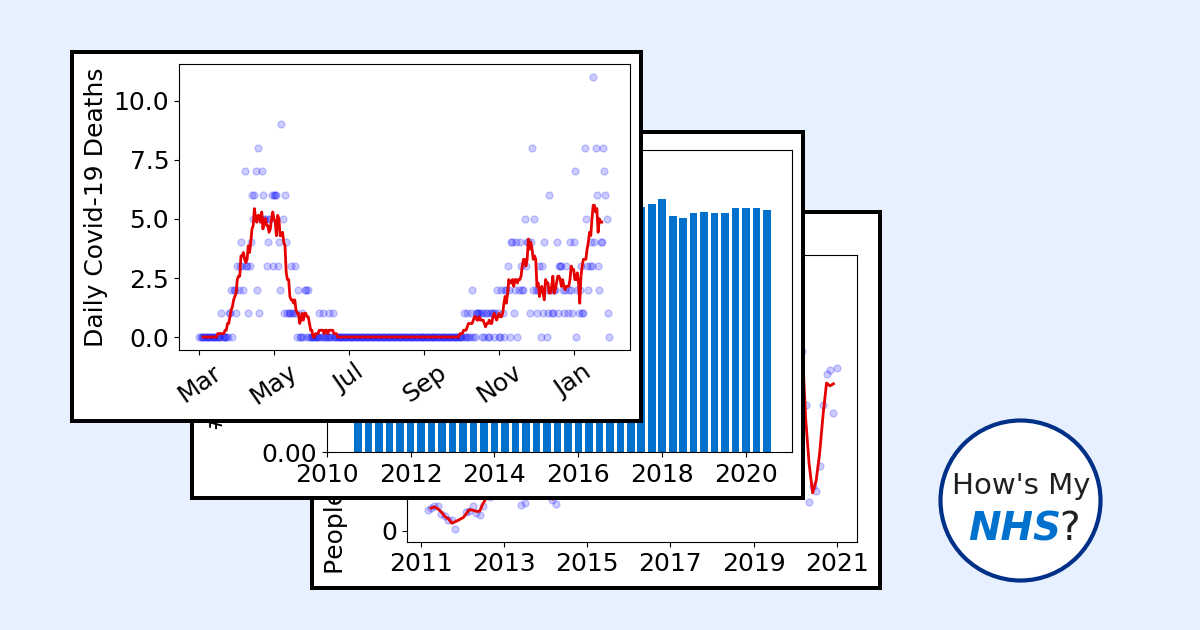 Daily Covid-19 Deaths
10.0
7.5
5.0
2.5
0.0
Mar May Jul Sep Nov Jan
#
0.00
2010 2012 2014 2016 2018 2020
People
0
2011 2013 2015 2017 2019 2021
How's My
NHS?